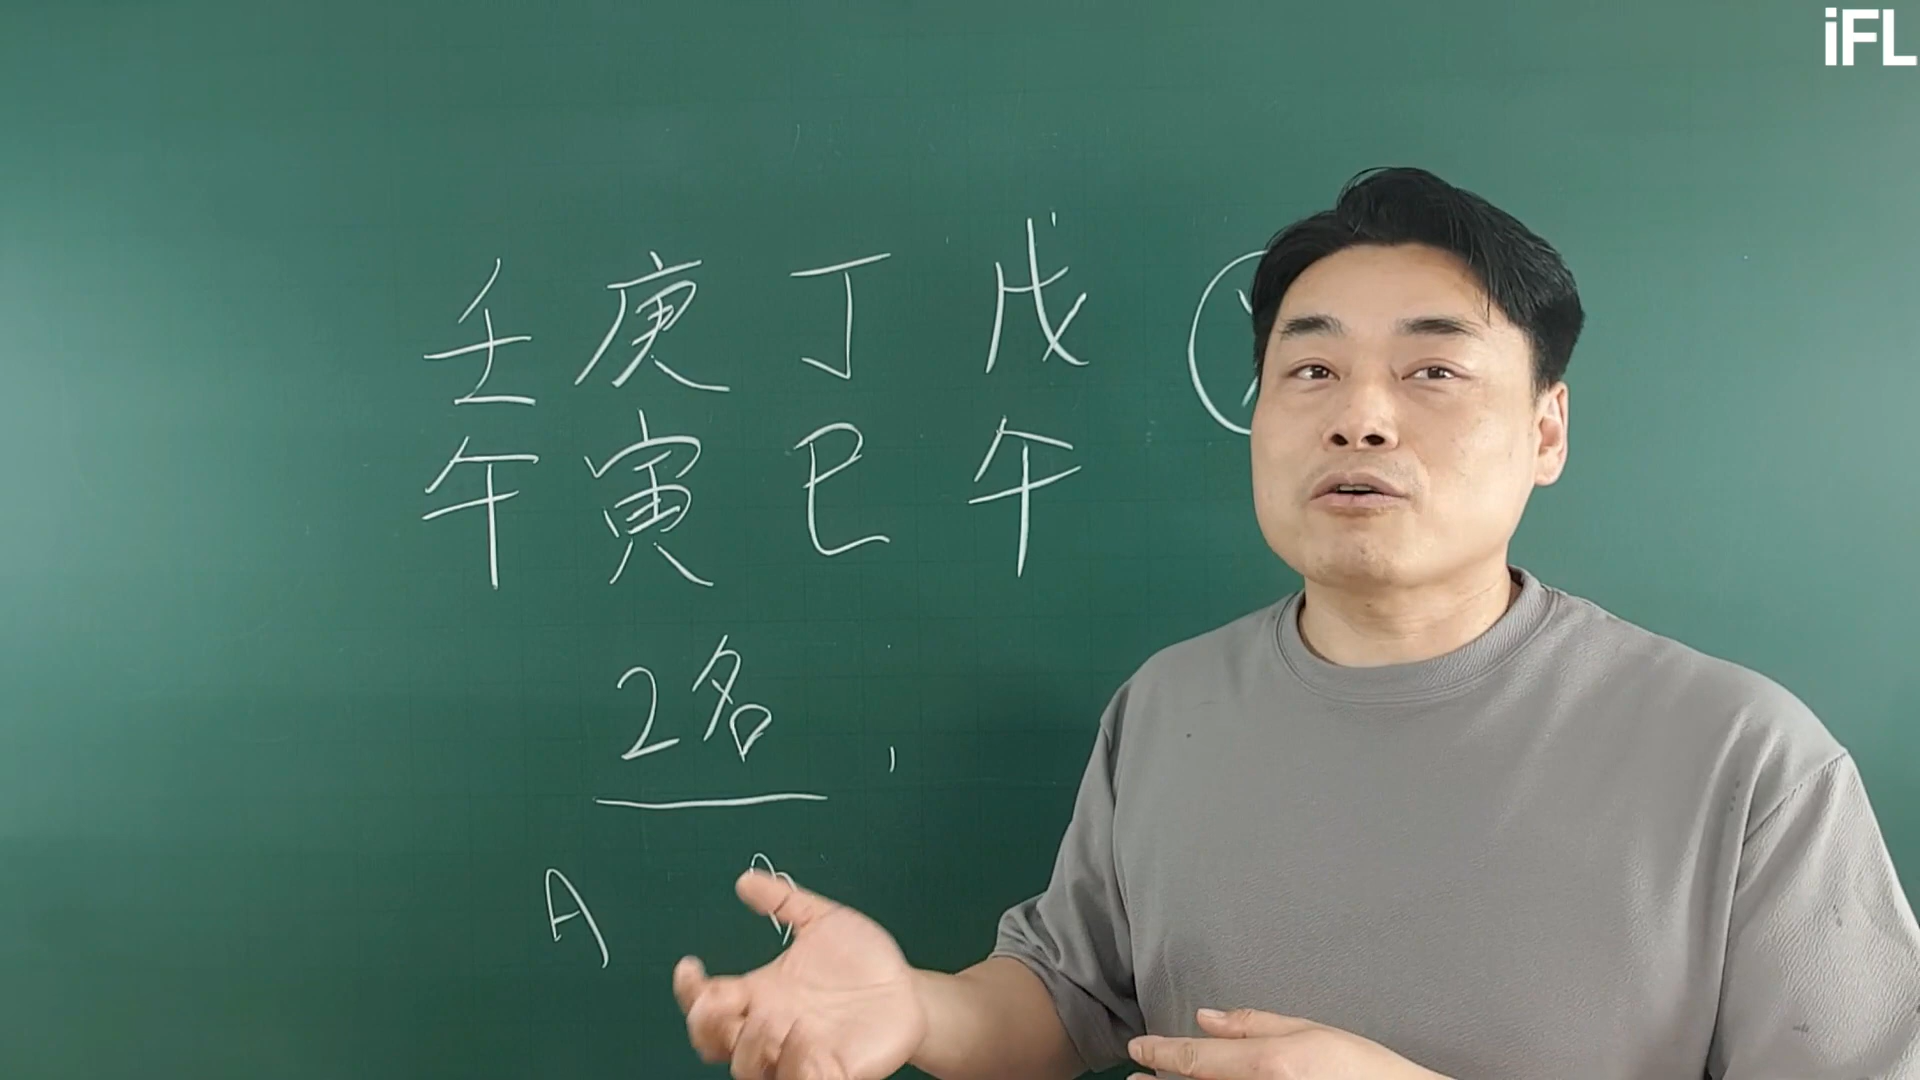 iFL
壬 庚 丁 戊
午 寅 巳 午
2名
A